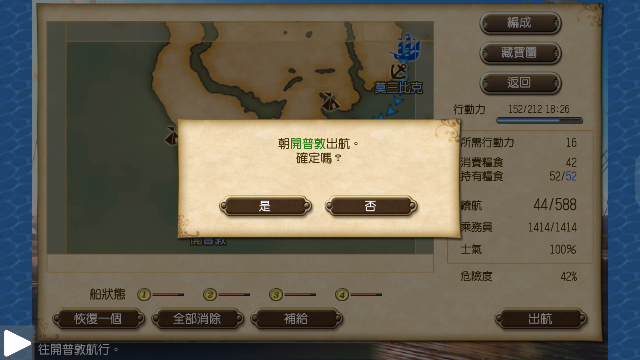 編成
藏寶圖
返回
莫三比克
行動力 152/212 18:26
所需行動力 16
消費糧食 42
持有糧食 52/52
續航 44/588
乘務員 1414/1414
士氣 100%
危險度 42%
朝開普敦出航。
確定嗎？
是
否
開普敦
船狀態 1 2 3 4
恢復一個
全部消除
補給
出航
往開普敦航行。